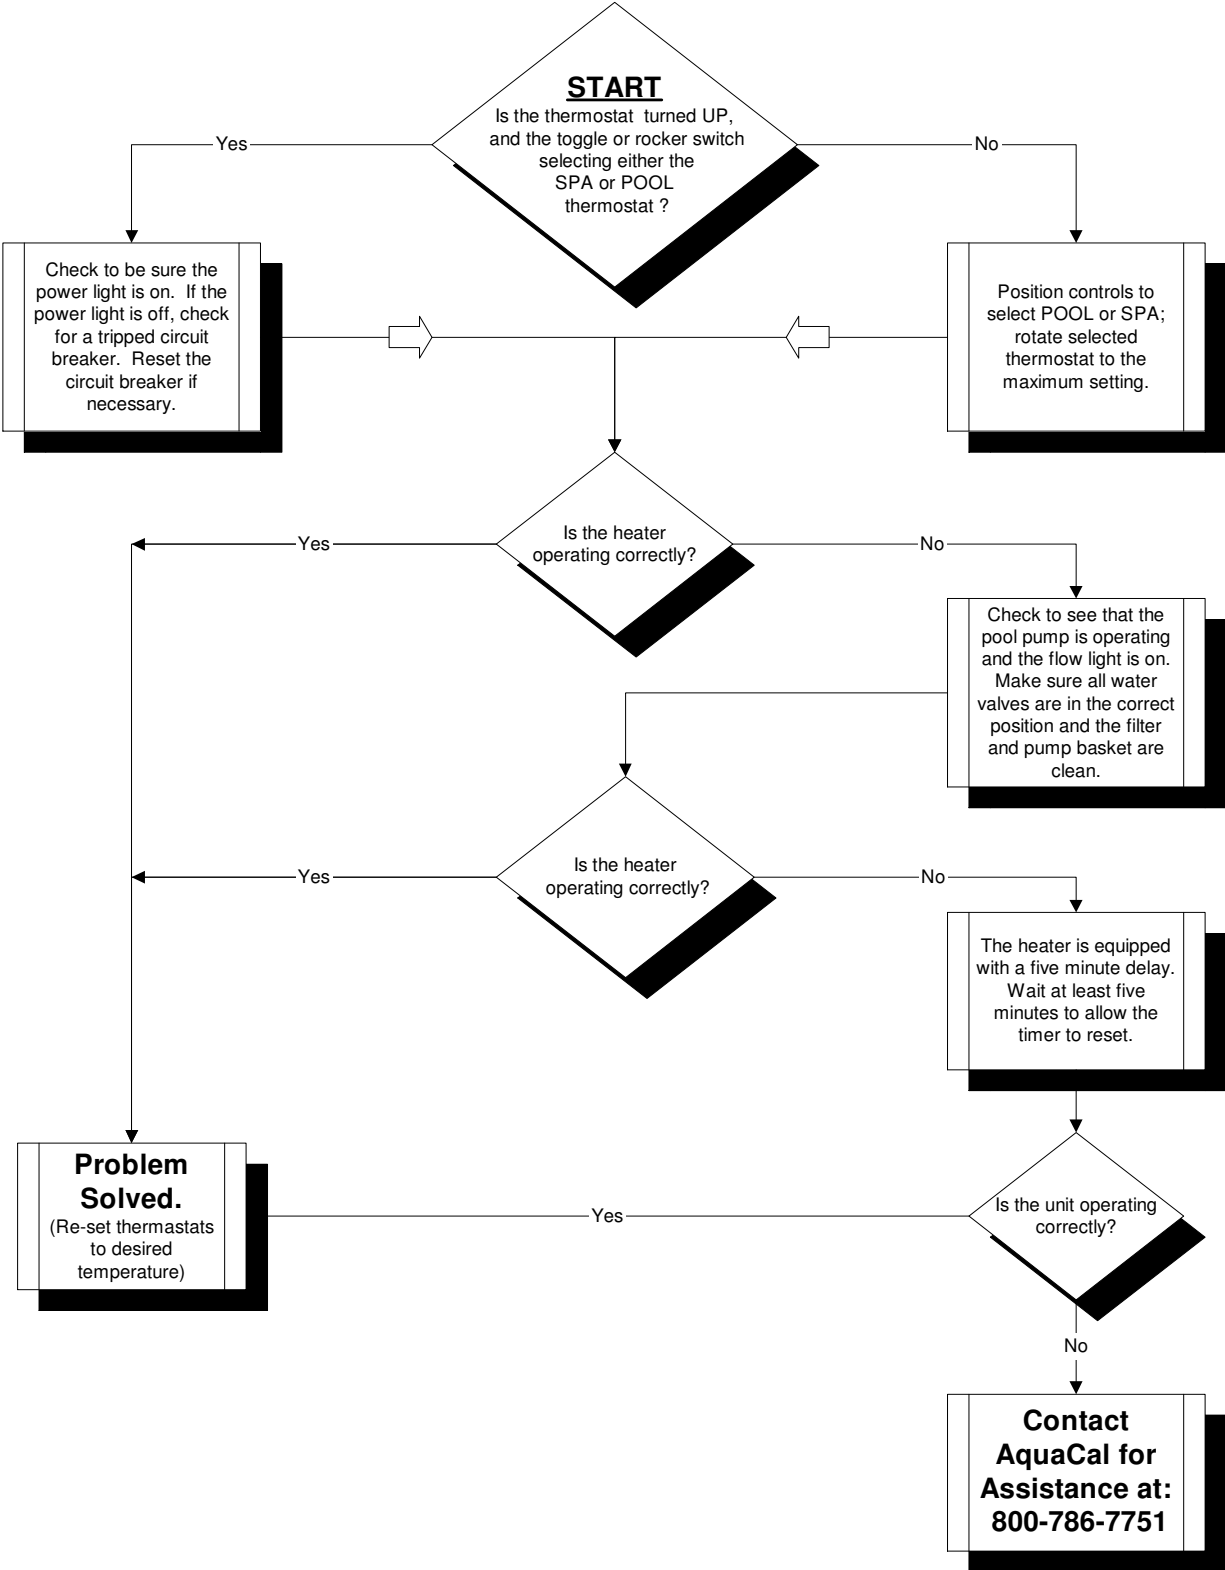 START
Is the thermostat turned UP,
and the toggle or rocker switch
selecting either the
SPA or POOL
thermostat ?
Yes
No
Check to be sure the
power light is on. If the
power light is off, check
for a tripped circuit
breaker. Reset the
circuit breaker if
necessary.
Position controls to
select POOL or SPA;
rotate selected
thermostat to the
maximum setting.
Is the heater
operating correctly?
Yes
No
Check to see that the
pool pump is operating
and the flow light is on.
Make sure all water
valves are in the correct
position and the filter
and pump basket are
clean.
Is the heater
operating correctly?
Yes
No
The heater is equipped
with a five minute delay.
Wait at least five
minutes to allow the
timer to reset.
Problem
Solved.
(Re-set thermastats
to desired
temperature)
Yes
Is the unit operating
correctly?
No
Contact
AquaCal for
Assistance at:
800-786-7751